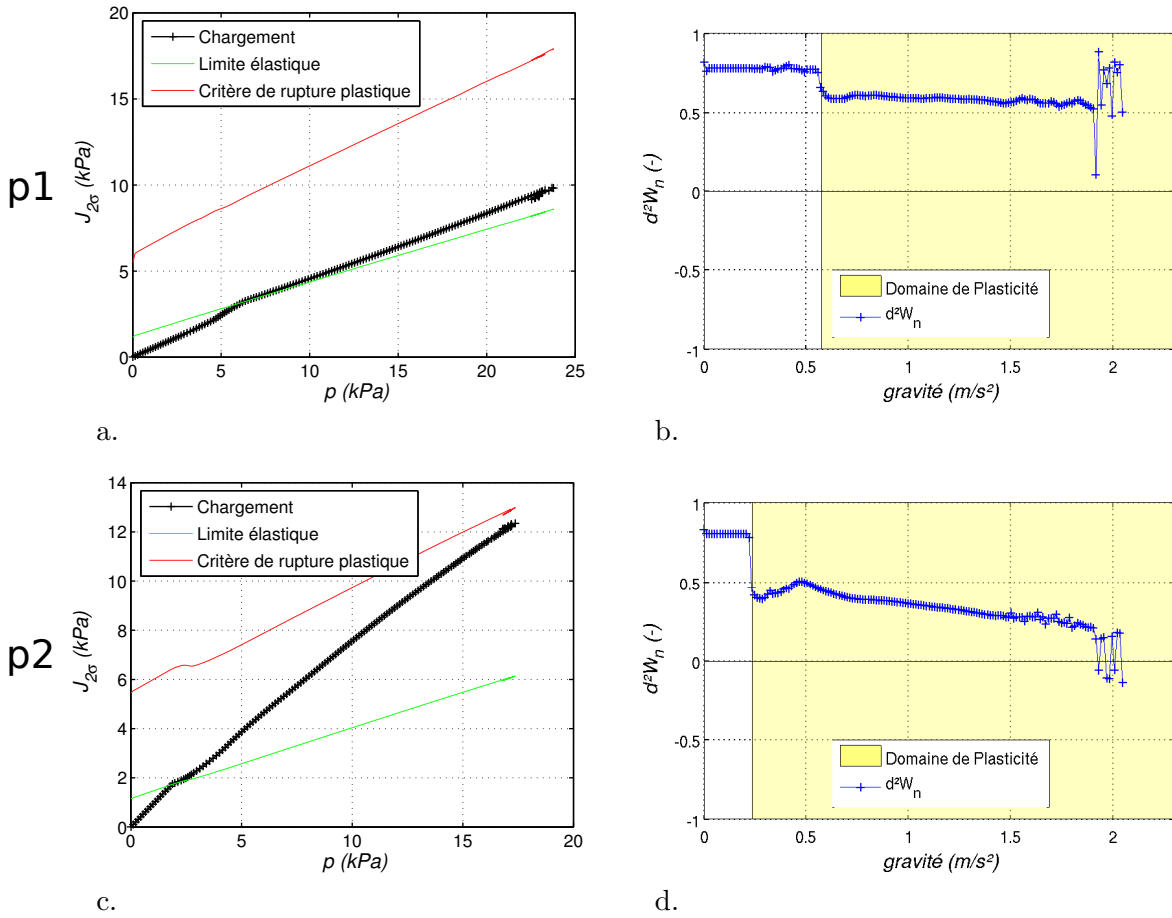 p1
20
15
10
5
0
J2σ (kPa)
Chargement
Limite élastique
Critère de rupture plastique
0 5 10 15 20 25
p (kPa)
a.
1
0.5
0
-0.5
-1
d²W_n (-)
Domaine de Plasticité
d²W_n
0 0.5 1 1.5 2
gravité (m/s²)
b.
p2
14
12
10
8
6
4
2
0
J2σ (kPa)
Chargement
Limite élastique
Critère de rupture plastique
0 5 10 15 20
p (kPa)
c.
1
0.5
0
-0.5
-1
d²W_n (-)
Domaine de Plasticité
d²W_n
0 0.5 1 1.5 2
gravité (m/s²)
d.